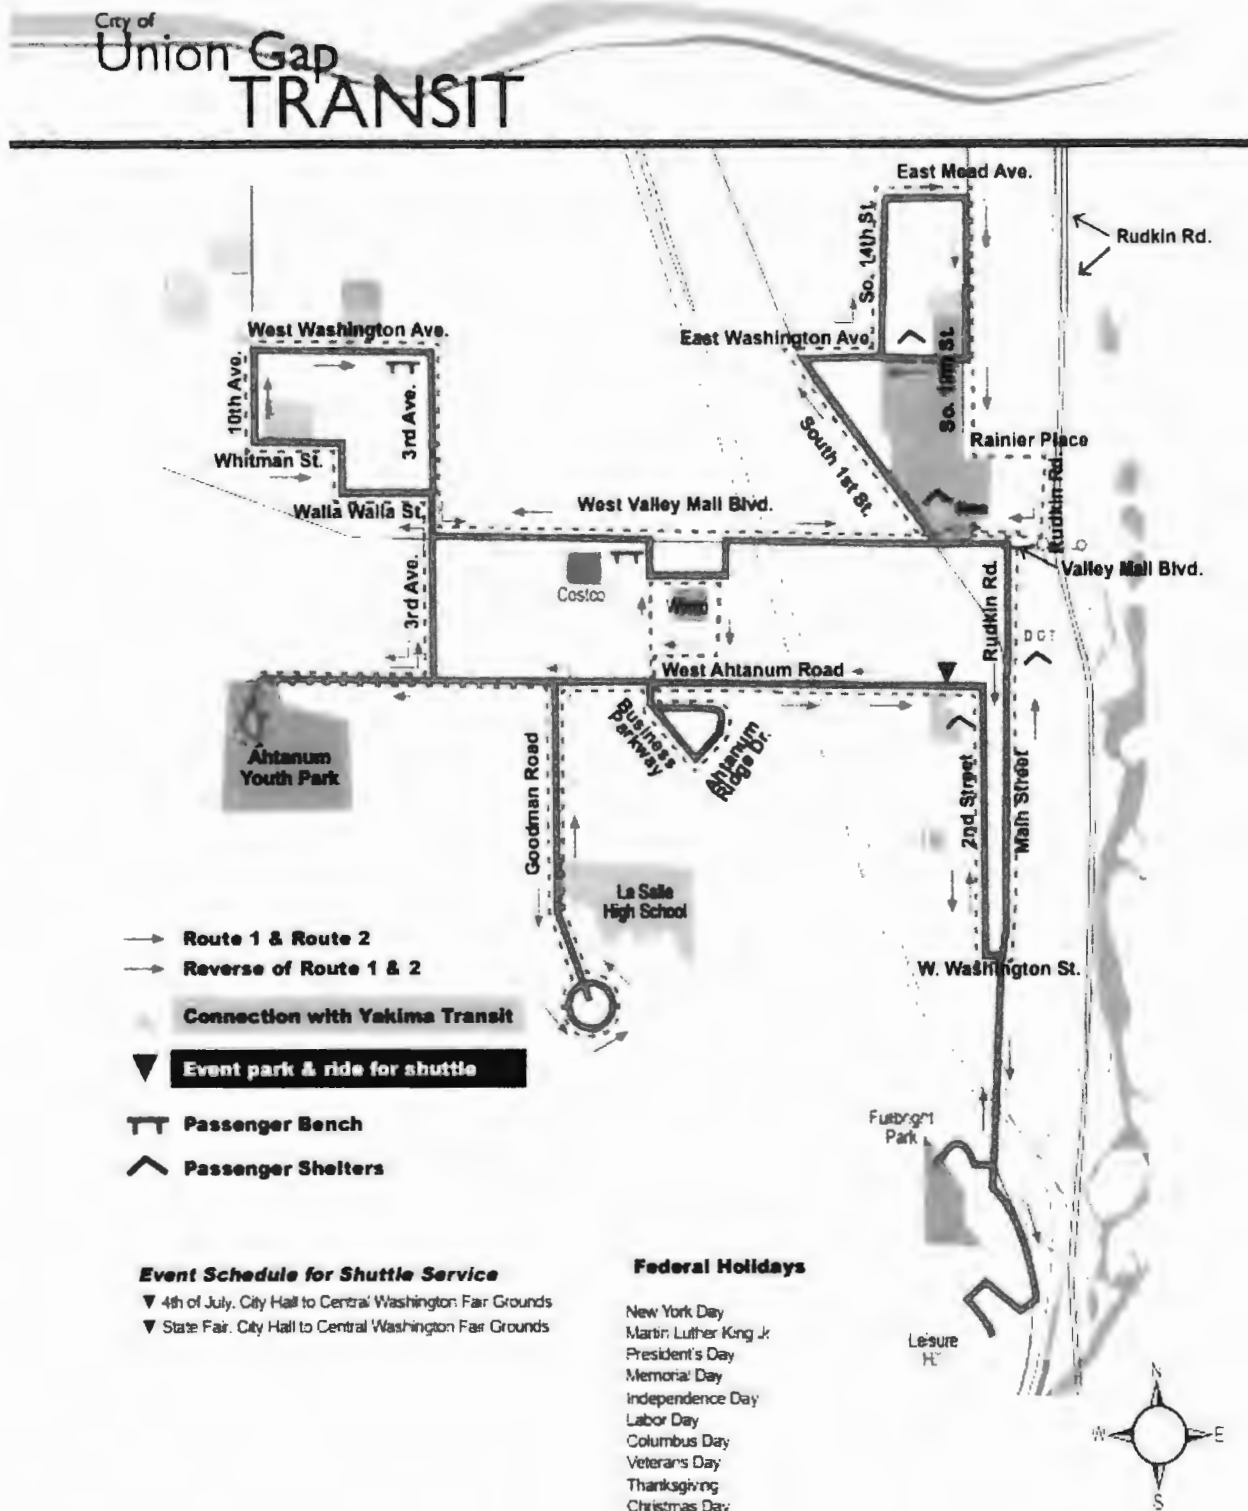 City of
Union Gap
TRANSIT
East Mead Ave.
Rudkin Rd.
So. 14th St.
West Washington Ave.
East Washington Ave.
10th Ave.
3rd Ave.
So.
St.
Rainier Place
Whitman St.
South 1st St.
Rudkin Rd.
Walla Walla St.
West Valley Mall Blvd.
Valley Mall Blvd.
Costco
3rd Ave.
Rudkin Rd.
West Ahtanum Road
Business
Parkway
Ahtanum
Ridge Dr.
Ahtanum
Youth Park
Goodman Road
2nd Street
Main Street
La Salle
High School
Route 1 & Route 2
Reverse of Route 1 & 2
W. Washington St.
Connection with Yakima Transit
Event park & ride for shuttle
Passenger Bench
Passenger Shelters
Park
Event Schedule for Shuttle Service
▼ 4th of July. City Hall to Central Washington Fair Grounds
▼ State Fair. City Hall to Central Washington Fair Grounds
Federal Holidays
New York Day
Martin Luther King Jr.
President's Day
Memorial Day
Independence Day
Labor Day
Columbus Day
Veterans Day
Thanksgiving
Christmas Day
Leisure
N
W E
S